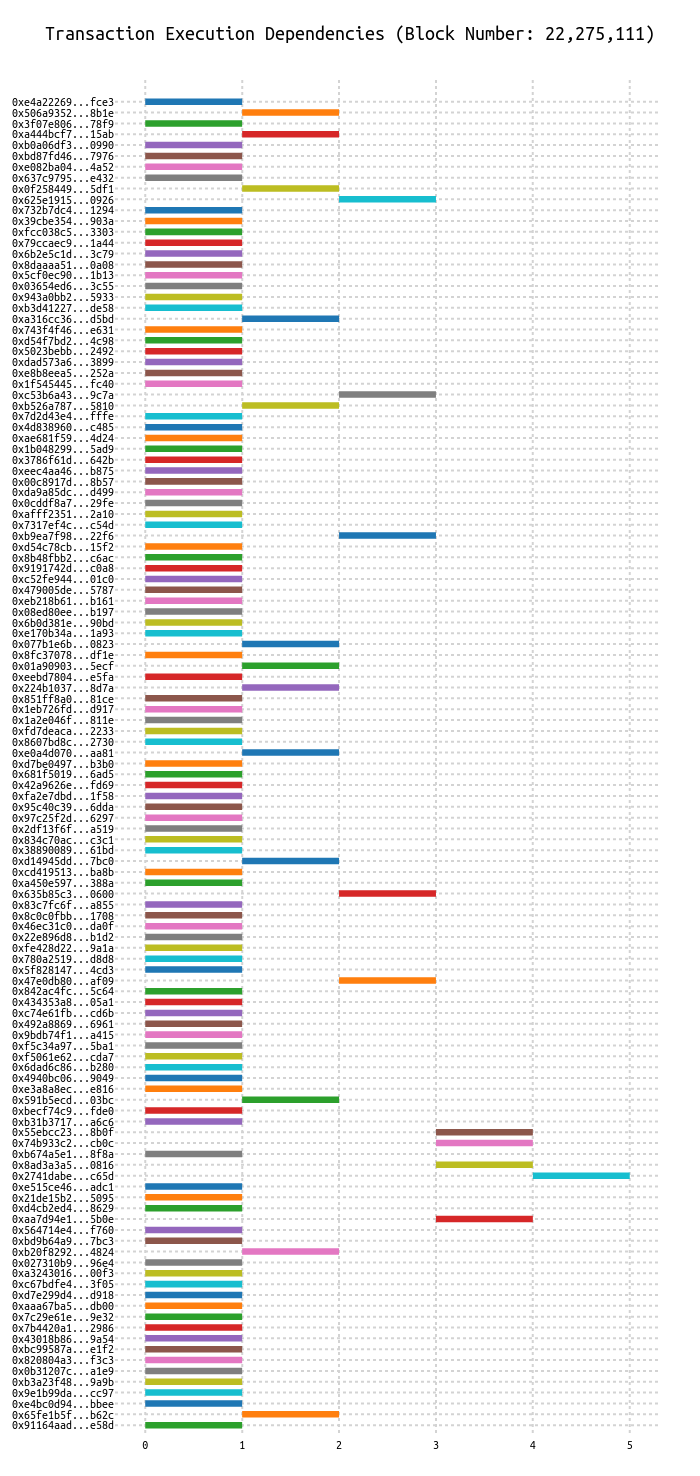 Transaction Execution Dependencies (Block Number: 22,275,111)
0xe4a22269...fce3
0x506a9352...8b1e
0x3f07e806...78f9
0xa444bcf7...15ab
0xb0a06df3...0990
0xbd87fd46...7976
0xe082ba04...4a52
0x637c9795...e432
0x0f258449...5df1
0x625e1915...0926
0x732b7dc4...1294
0x39cbe354...903a
0xfcc038c5...3303
0x79ccaec9...1a44
0x6b2e5c1d...3c79
0x8daaaa51...0a08
0x5cf0ec90...1b13
0x03654ed6...3c55
0x943a0bb2...5933
0xb3d41227...de58
0xa316cc36...d5bd
0x743f4f46...e631
0xd54f7bd2...4c98
0x5023bebb...2492
0xdad573a6...3899
0xe8b8eea5...252a
0x1f545445...fc40
0xc53b6a43...9c7a
0xb526a787...5810
0x7d2d43e4...fffe
0x4d838960...c485
0xae681f59...4d24
0x1b048299...5ad9
0x3786f61d...642b
0xeec4aa46...b875
0x00c8917d...8b57
0xda9a85dc...d499
0x0cddf8a7...29fe
0xafff2351...2a10
0x7317ef4c...c54d
0xb9ea7f98...22f6
0xd54c78cb...15f2
0x8b48fbb2...c6ac
0x9191742d...c0a8
0xc52fe944...01c0
0x479005de...5787
0xeb218b61...b161
0x08ed80ee...b197
0x6b0d381e...90bd
0xe170b34a...1a93
0x077b1e6b...0823
0x8fc37078...df1e
0x01a90903...5ecf
0xeebd7804...e5fa
0x224b1037...8d7a
0x851ff8a0...81ce
0x1eb726fd...d917
0x1a2e046f...811e
0xfd7deaca...2233
0x8607bd8c...2730
0xe0a4d070...aa81
0xd7be0497...b3b0
0x681f5019...6ad5
0x42a9626e...fd69
0xfa2e7dbd...1f58
0x95c40c39...6dda
0x97c25f2d...6297
0x2df13f6f...a519
0x834c70ac...c3c1
0x38890089...61bd
0xd14945dd...7bc0
0xcd419513...ba8b
0xa450e597...388a
0x635b85c3...0600
0x83c7fc6f...a855
0x8c0c0fbb...1708
0x46ec31c0...da0f
0x22e896d8...b1d2
0xfe428d22...9a1a
0x780a2519...d8d8
0x5f828147...4cd3
0x47e0db80...af09
0x842ac4fc...5c64
0x434353a8...05a1
0xc74e61fb...cd6b
0x492a8869...6961
0x9bdb74f1...a415
0xf5c34a97...5ba1
0xf5061e62...cda7
0x6dad6c86...b280
0x4940bc06...9049
0xe3a8a8ec...e816
0x591b5ecd...03bc
0xbecf74c9...fde0
0xb31b3717...a6c6
0x55ebcc23...8b0f
0x74b933c2...cb0c
0xb674a5e1...8f8a
0x8ad3a3a5...0816
0x2741dabe...c65d
0xe515ce46...adc1
0x21de15b2...5095
0xd4cb2ed4...8629
0xaa7d94e1...5b0e
0x564714e4...f760
0xbd9b64a9...7bc3
0xb20f8292...4824
0x027310b9...96e4
0xa3243016...00f3
0xc67bdfe4...3f05
0xd7e299d4...d918
0xaaa67ba5...db00
0x7c29e61e...9e32
0x7b4420a1...2986
0x43018b86...9a54
0xbc99587a...e1f2
0x820804a3...f3c3
0x0b31207c...a1e9
0xb3a23f48...9a9b
0x9e1b99da...cc97
0xe4bc0d94...bbee
0x65fe1b5f...b62c
0x91164aad...e58d
0 1 2 3 4 5